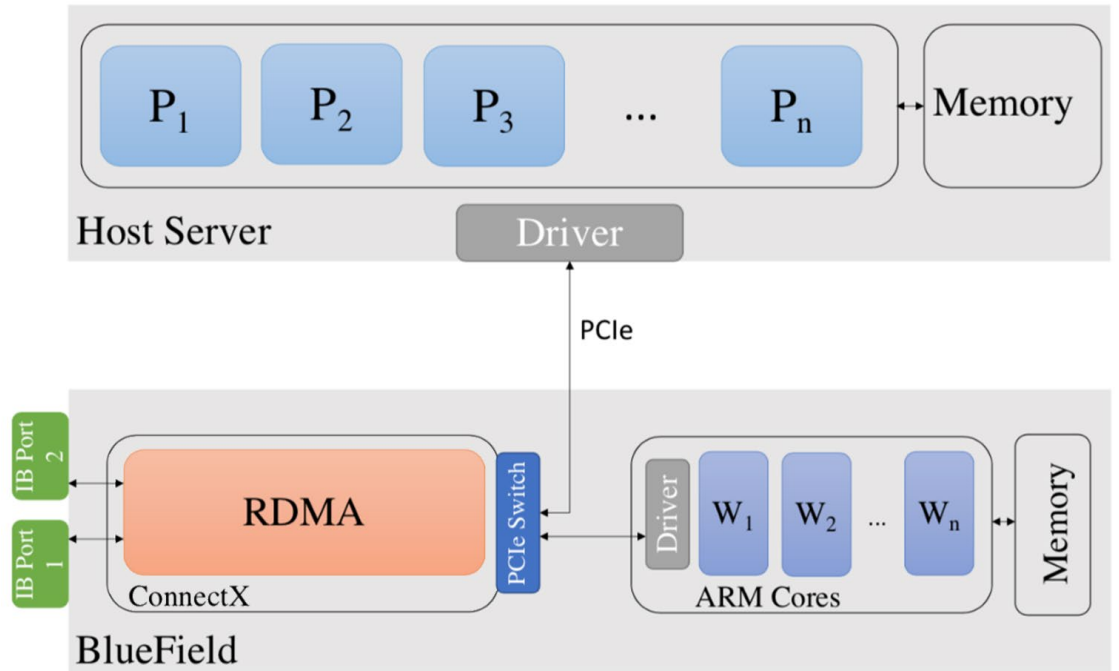 P1 P2 P3 ... Pn
Memory
Host Server
Driver
PCIe
IB Port 2
IB Port 1
RDMA
ConnectX
PCIe Switch
Driver
W1 W2 ... Wn
ARM Cores
Memory
BlueField